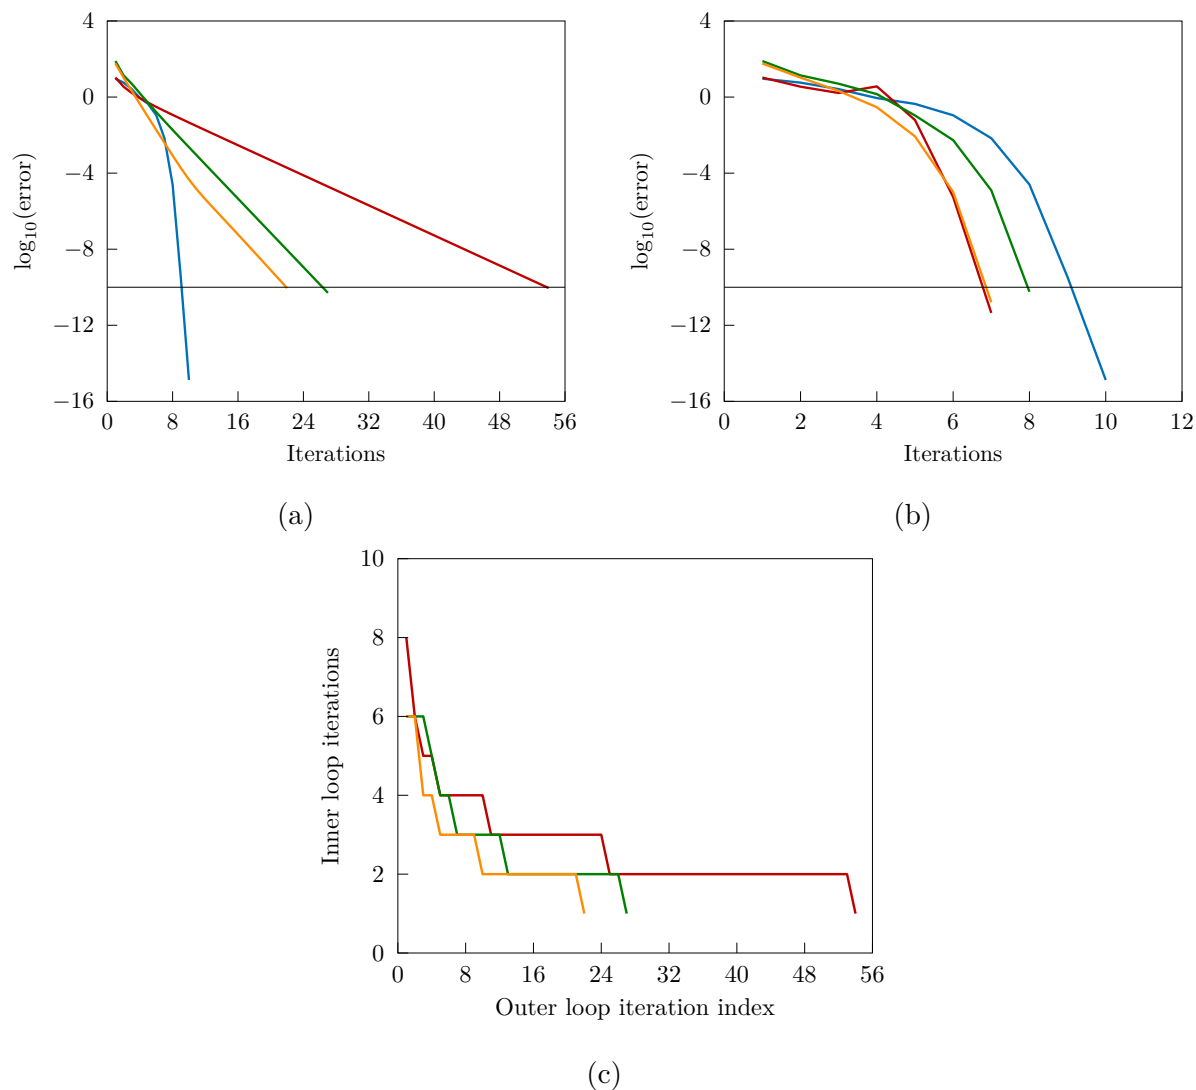 4
0
−4
−8
−12
−16
log₁₀(error)
0 8 16 24 32 40 48 56
Iterations
(a)
4
0
−4
−8
−12
−16
log₁₀(error)
0 2 4 6 8 10 12
Iterations
(b)
10
8
6
4
2
0
Inner loop iterations
0 8 16 24 32 40 48 56
Outer loop iteration index
(c)